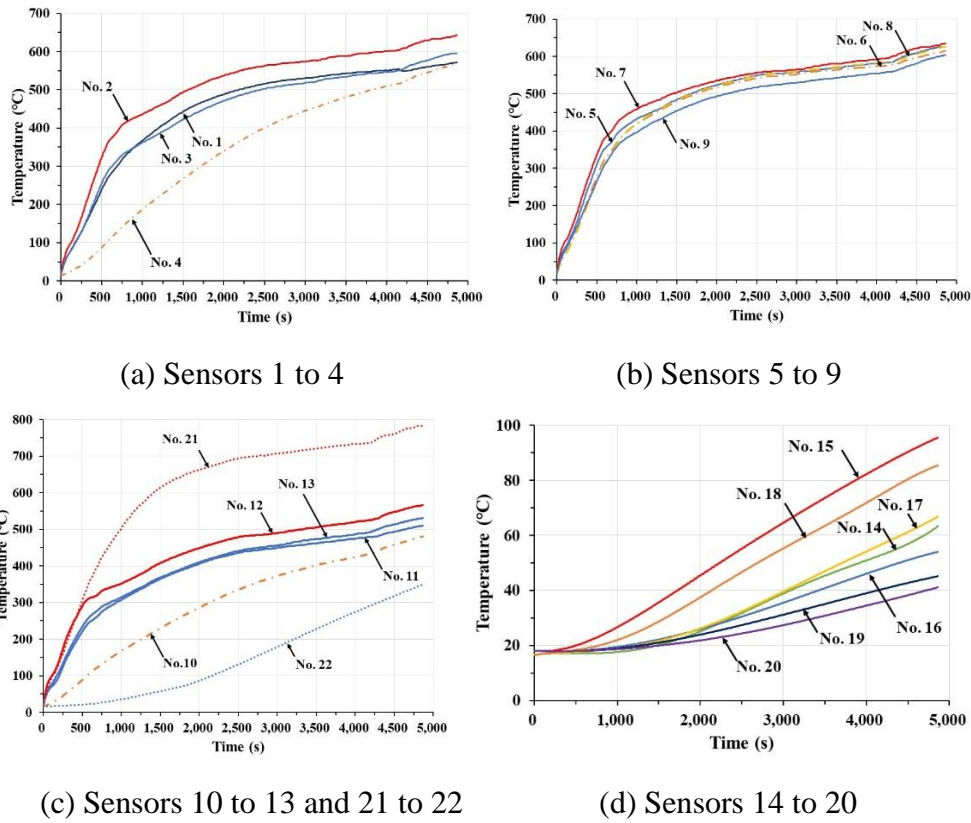 700
600
500
400
300
200
100
0
Temperature (°C)
No. 2
No. 1
No. 3
No. 4
0 500 1,000 1,500 2,000 2,500 3,000 3,500 4,000 4,500 5,000
Time (s)
(a) Sensors 1 to 4
700
600
500
400
300
200
100
0
Temperature (°C)
No. 8
No. 6
No. 7
No. 5
No. 9
0 500 1,000 1,500 2,000 2,500 3,000 3,500 4,000 4,500 5,000
Time (s)
(b) Sensors 5 to 9
800
700
600
500
400
300
200
100
0
Temperature (°C)
No. 21
No. 13
No. 12
No. 11
No.10
No. 22
0 500 1,000 1,500 2,000 2,500 3,000 3,500 4,000 4,500 5,000
Time (s)
(c) Sensors 10 to 13 and 21 to 22
100
80
60
40
20
0
Temperature (°C)
No. 15
No. 18
No. 17
No. 14
No. 16
No. 19
No. 20
0 1,000 2,000 3,000 4,000 5,000
Time (s)
(d) Sensors 14 to 20